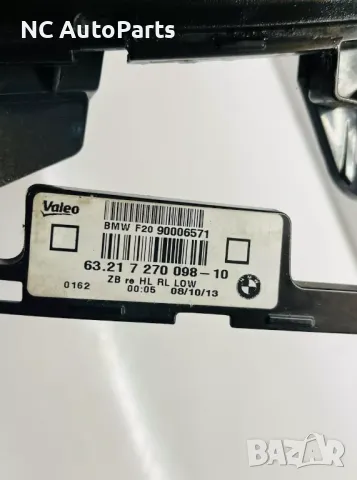 NC AutoParts
Valeo
BMW F20 90006571
63.21 7 270 098-10
ZB re HL RL LOW
0162
00:05 08/10/13
BAZAR